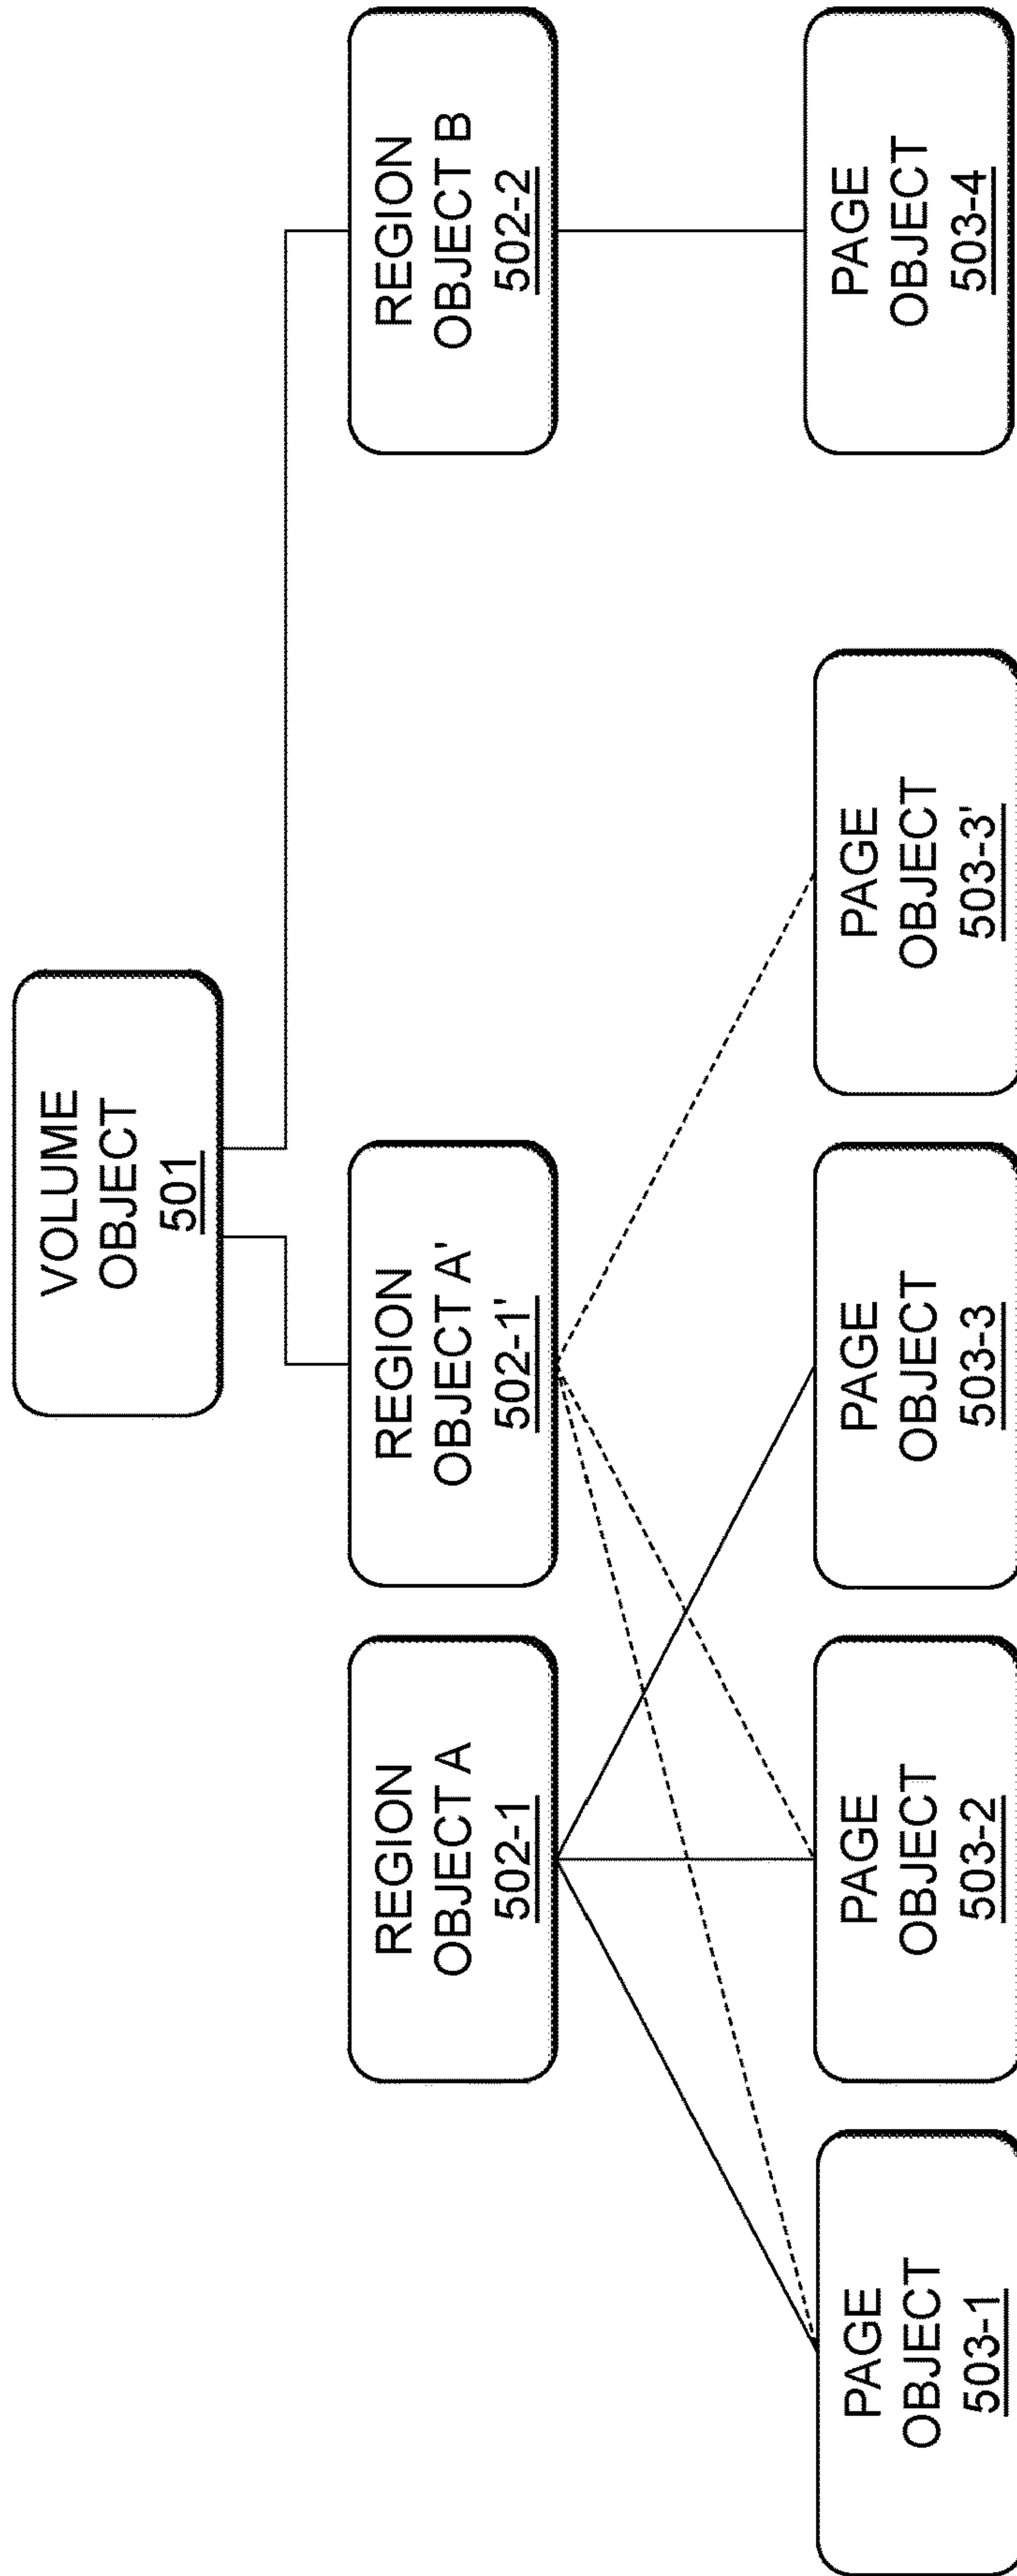 VOLUME
OBJECT
501
REGION
OBJECT A
502-1
REGION
OBJECT A'
502-1'
REGION
OBJECT B
502-2
PAGE
OBJECT
503-1
PAGE
OBJECT
503-2
PAGE
OBJECT
503-3
PAGE
OBJECT
503-3'
PAGE
OBJECT
503-4